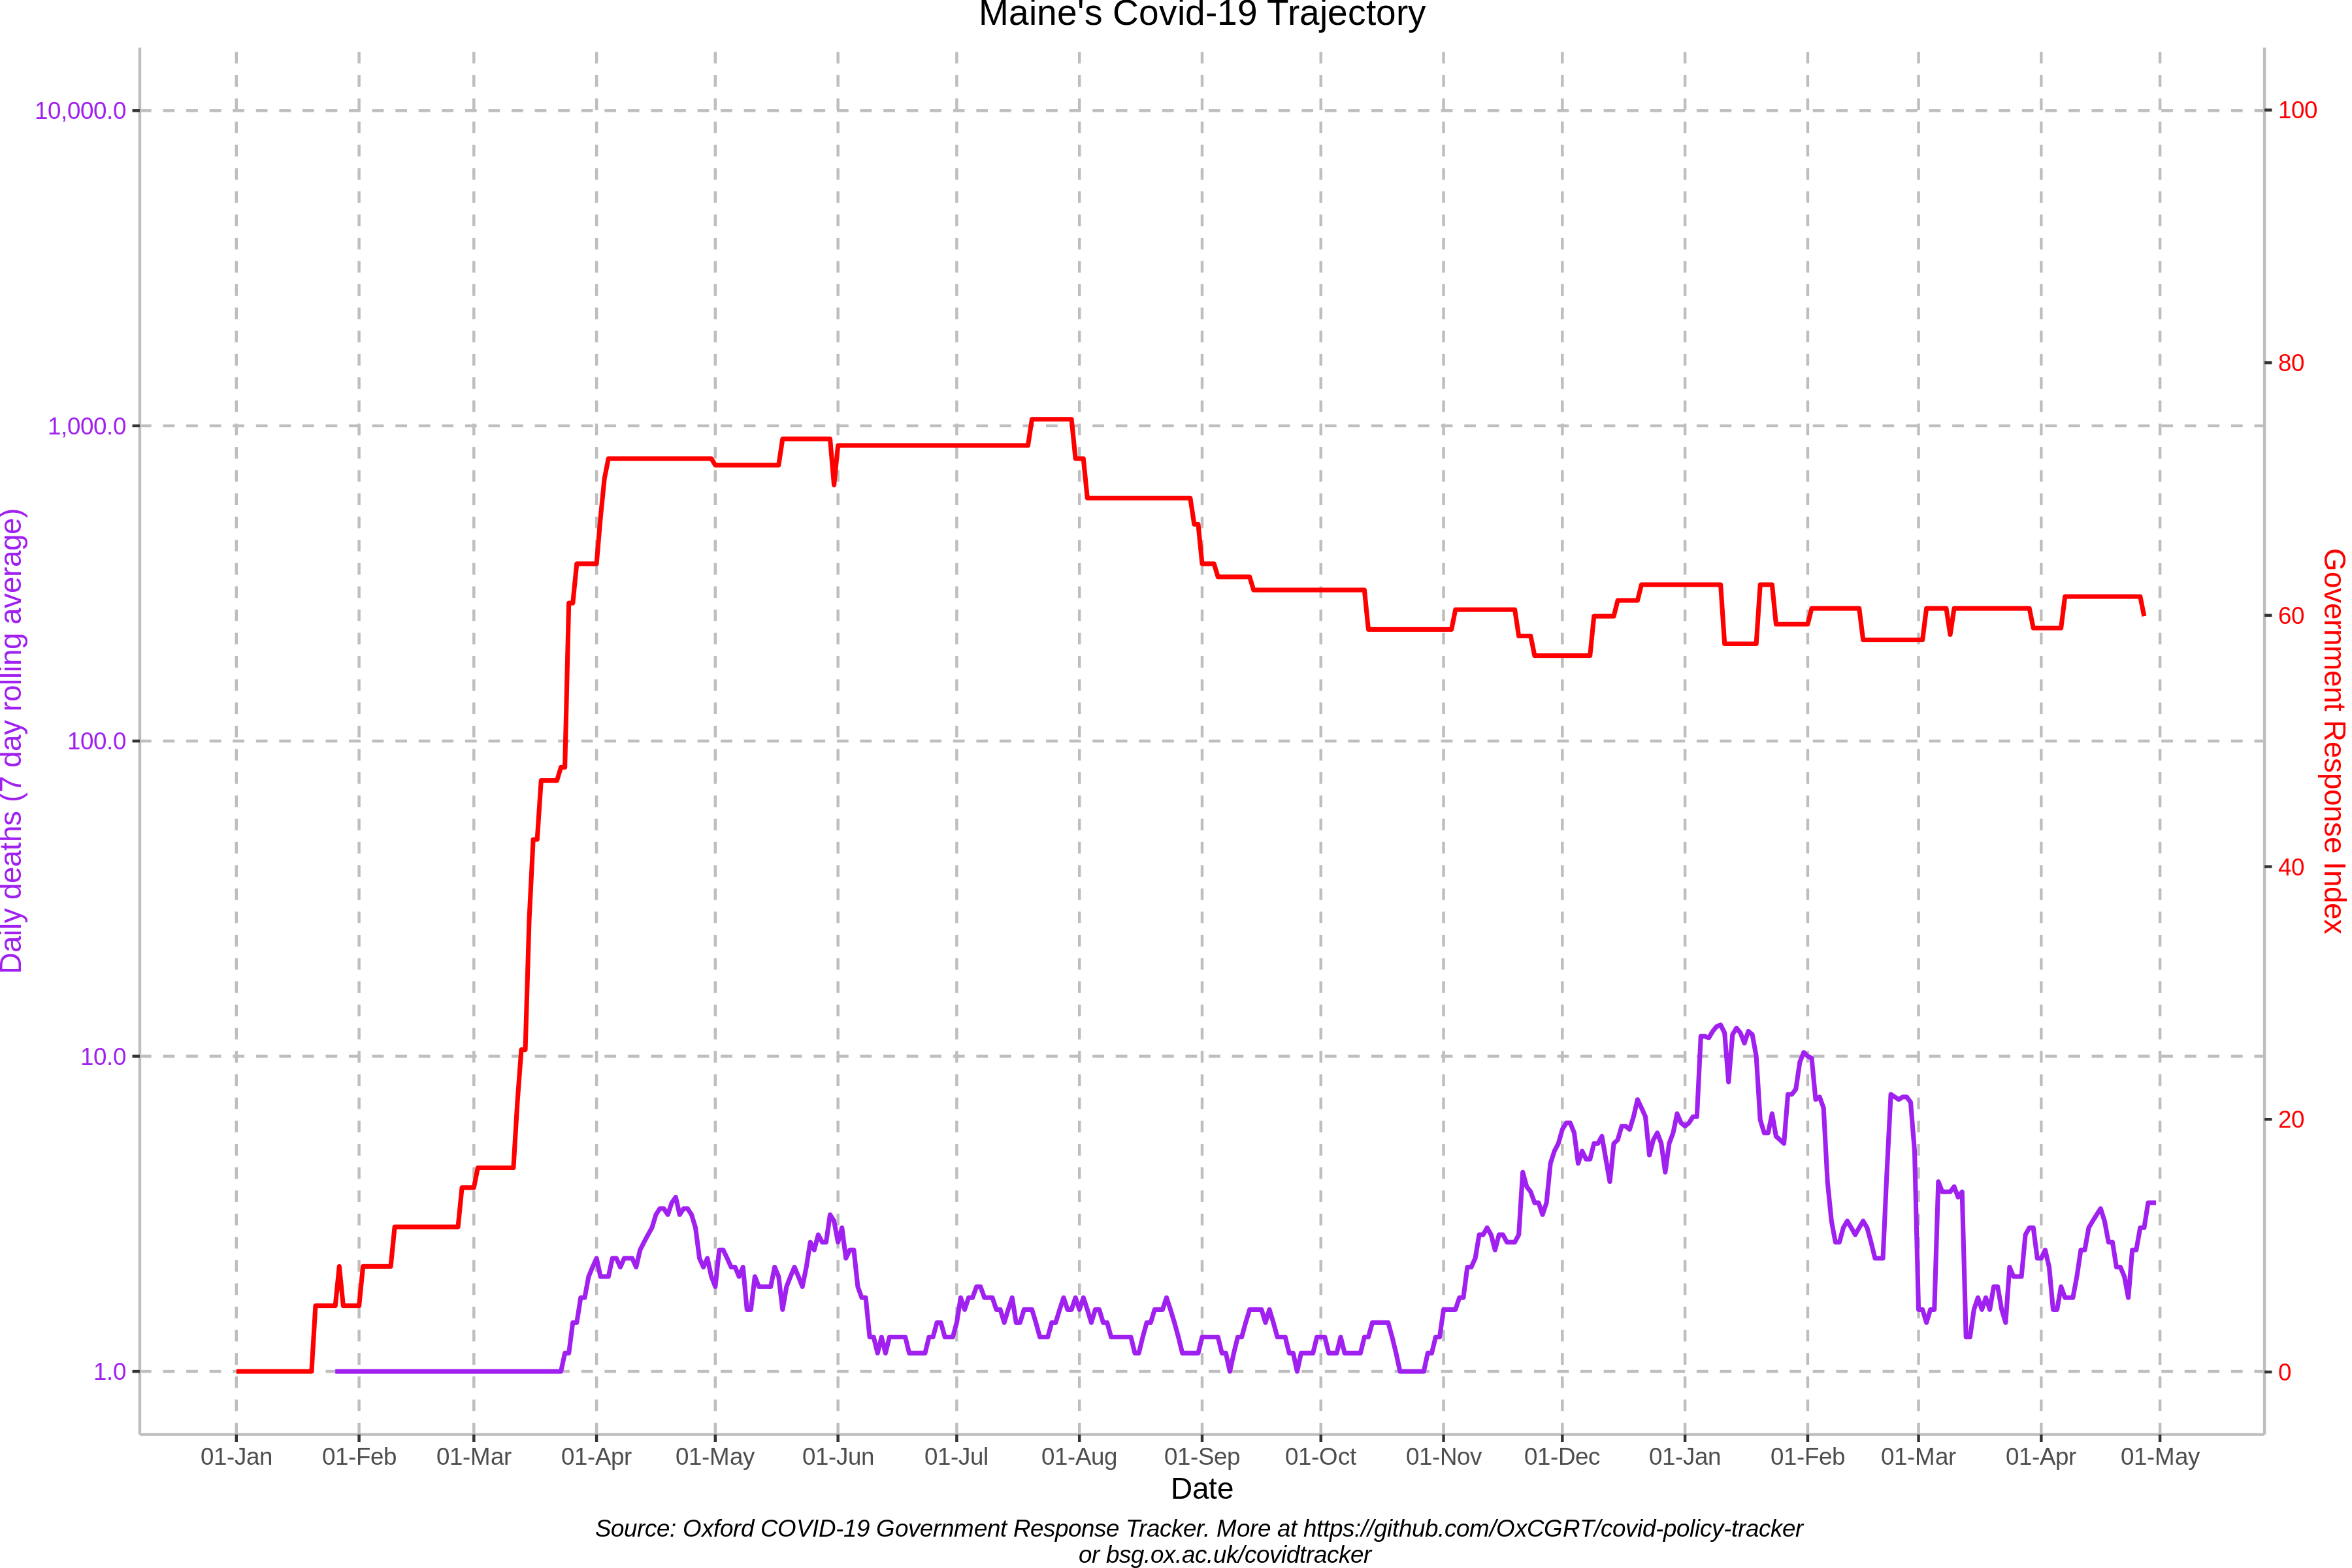 Maine's Covid-19 Trajectory
10,000.0
1,000.0
100.0
10.0
1.0
Daily deaths (7 day rolling average)
100
80
60
40
20
0
Government Response Index
01-Jan 01-Feb 01-Mar 01-Apr 01-May 01-Jun 01-Jul 01-Aug 01-Sep 01-Oct 01-Nov 01-Dec 01-Jan 01-Feb 01-Mar 01-Apr 01-May
Date
Source: Oxford COVID-19 Government Response Tracker. More at https://github.com/OxCGRT/covid-policy-tracker
or bsg.ox.ac.uk/covidtracker